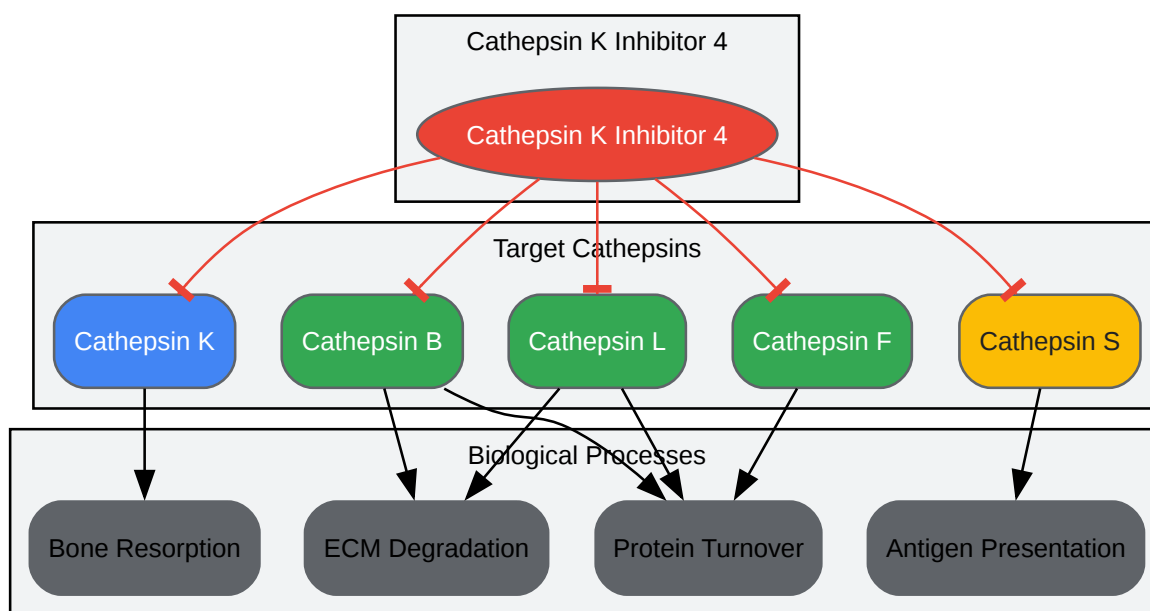 Cathepsin K Inhibitor 4
Cathepsin K Inhibitor 4
Target Cathepsins
Cathepsin K
Cathepsin B
Cathepsin L
Cathepsin F
Cathepsin S
Biological Processes
Bone Resorption
ECM Degradation
Protein Turnover
Antigen Presentation